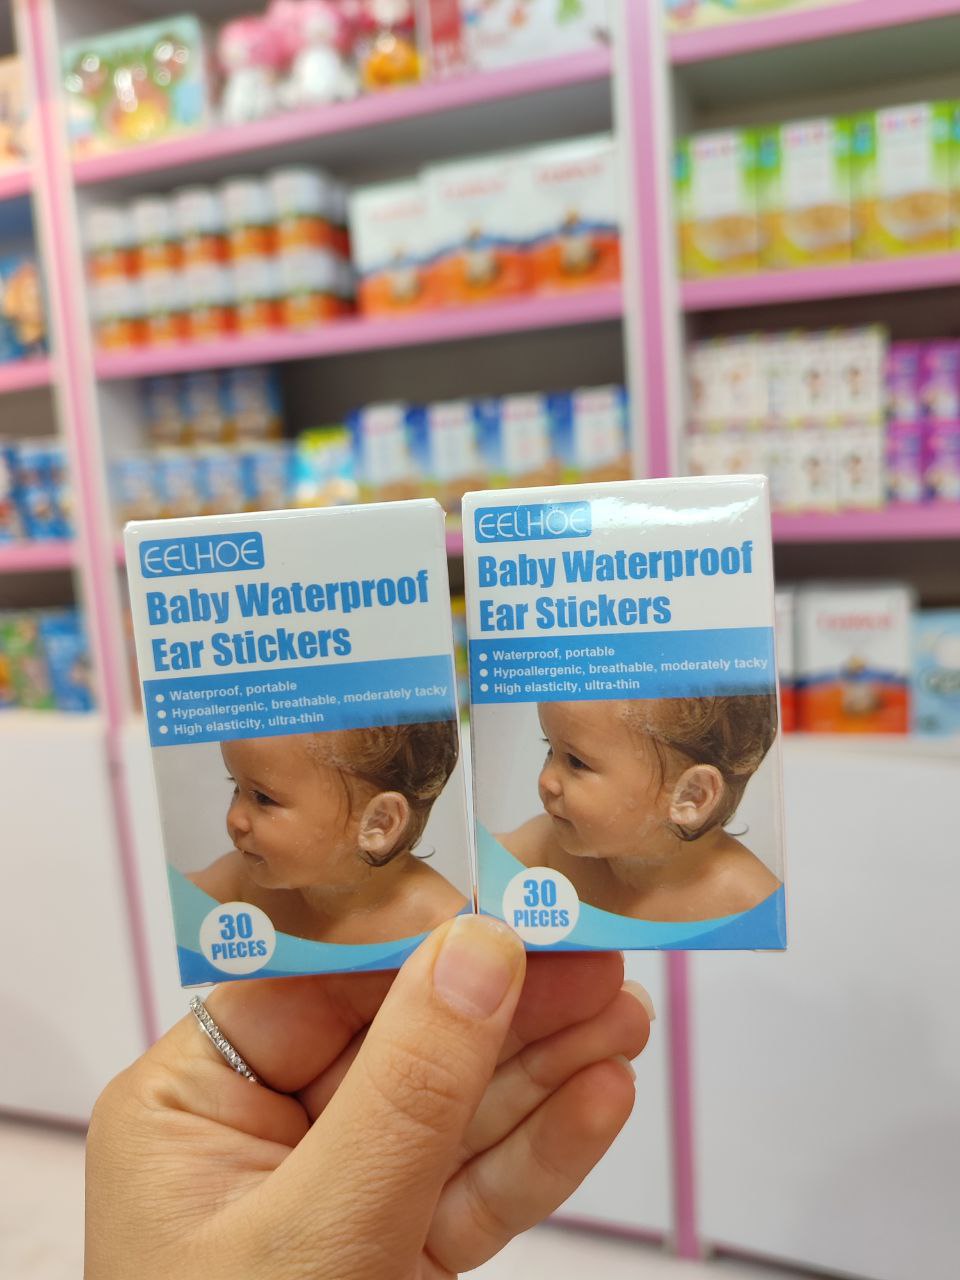 EELHOE
Baby Waterproof
Ear Stickers
Waterproof, portable
Hypoallergenic, breathable, moderately tacky
High elasticity, ultra-thin
30
PIECES
EELHOE
Baby Waterproof
Ear Stickers
Waterproof, portable
Hypoallergenic, breathable, moderately tacky
High elasticity, ultra-thin
30
PIECES